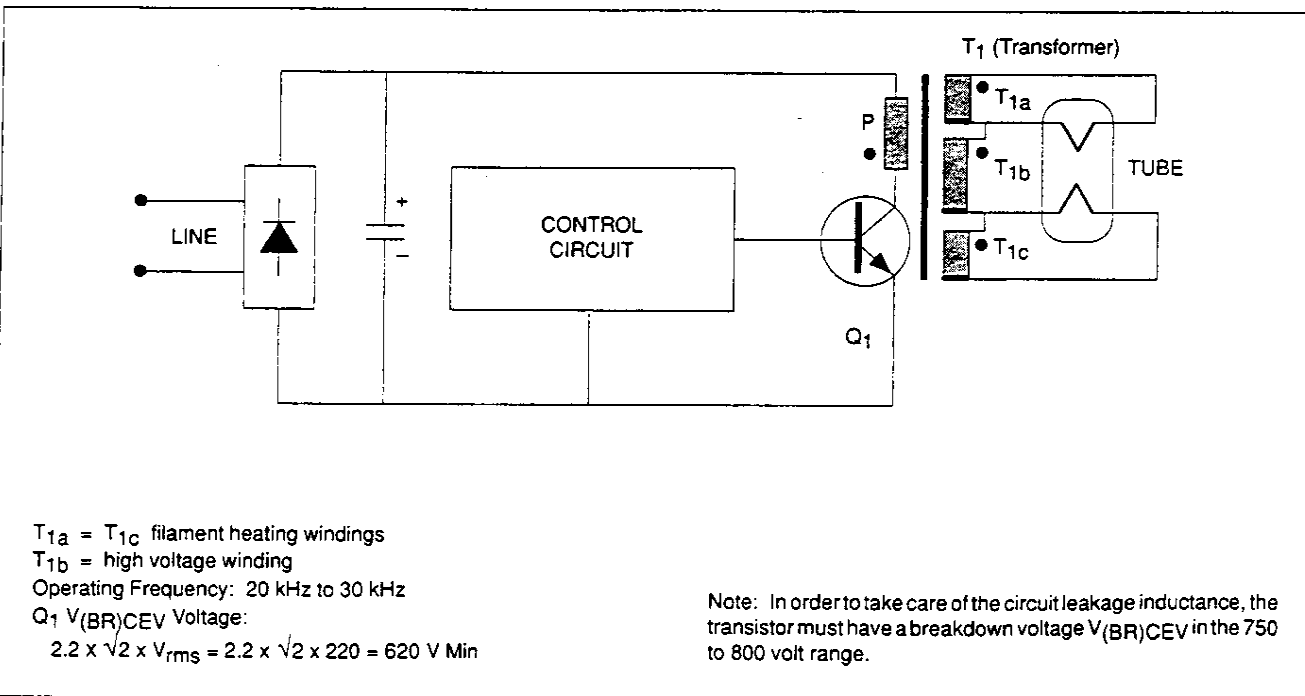 T1 (Transformer)
T1a
P
T1b
TUBE
+
LINE
CONTROL
CIRCUIT
−
T1c
Q1
T1a = T1c filament heating windings
T1b = high voltage winding
Operating Frequency: 20 kHz to 30 kHz
Q1 V(BR)CEV Voltage:
2.2 x √2 x Vrms = 2.2 x √2 x 220 = 620 V Min
Note: In order to take care of the circuit leakage inductance, the
transistor must have a breakdown voltage V(BR)CEV in the 750
to 800 volt range.